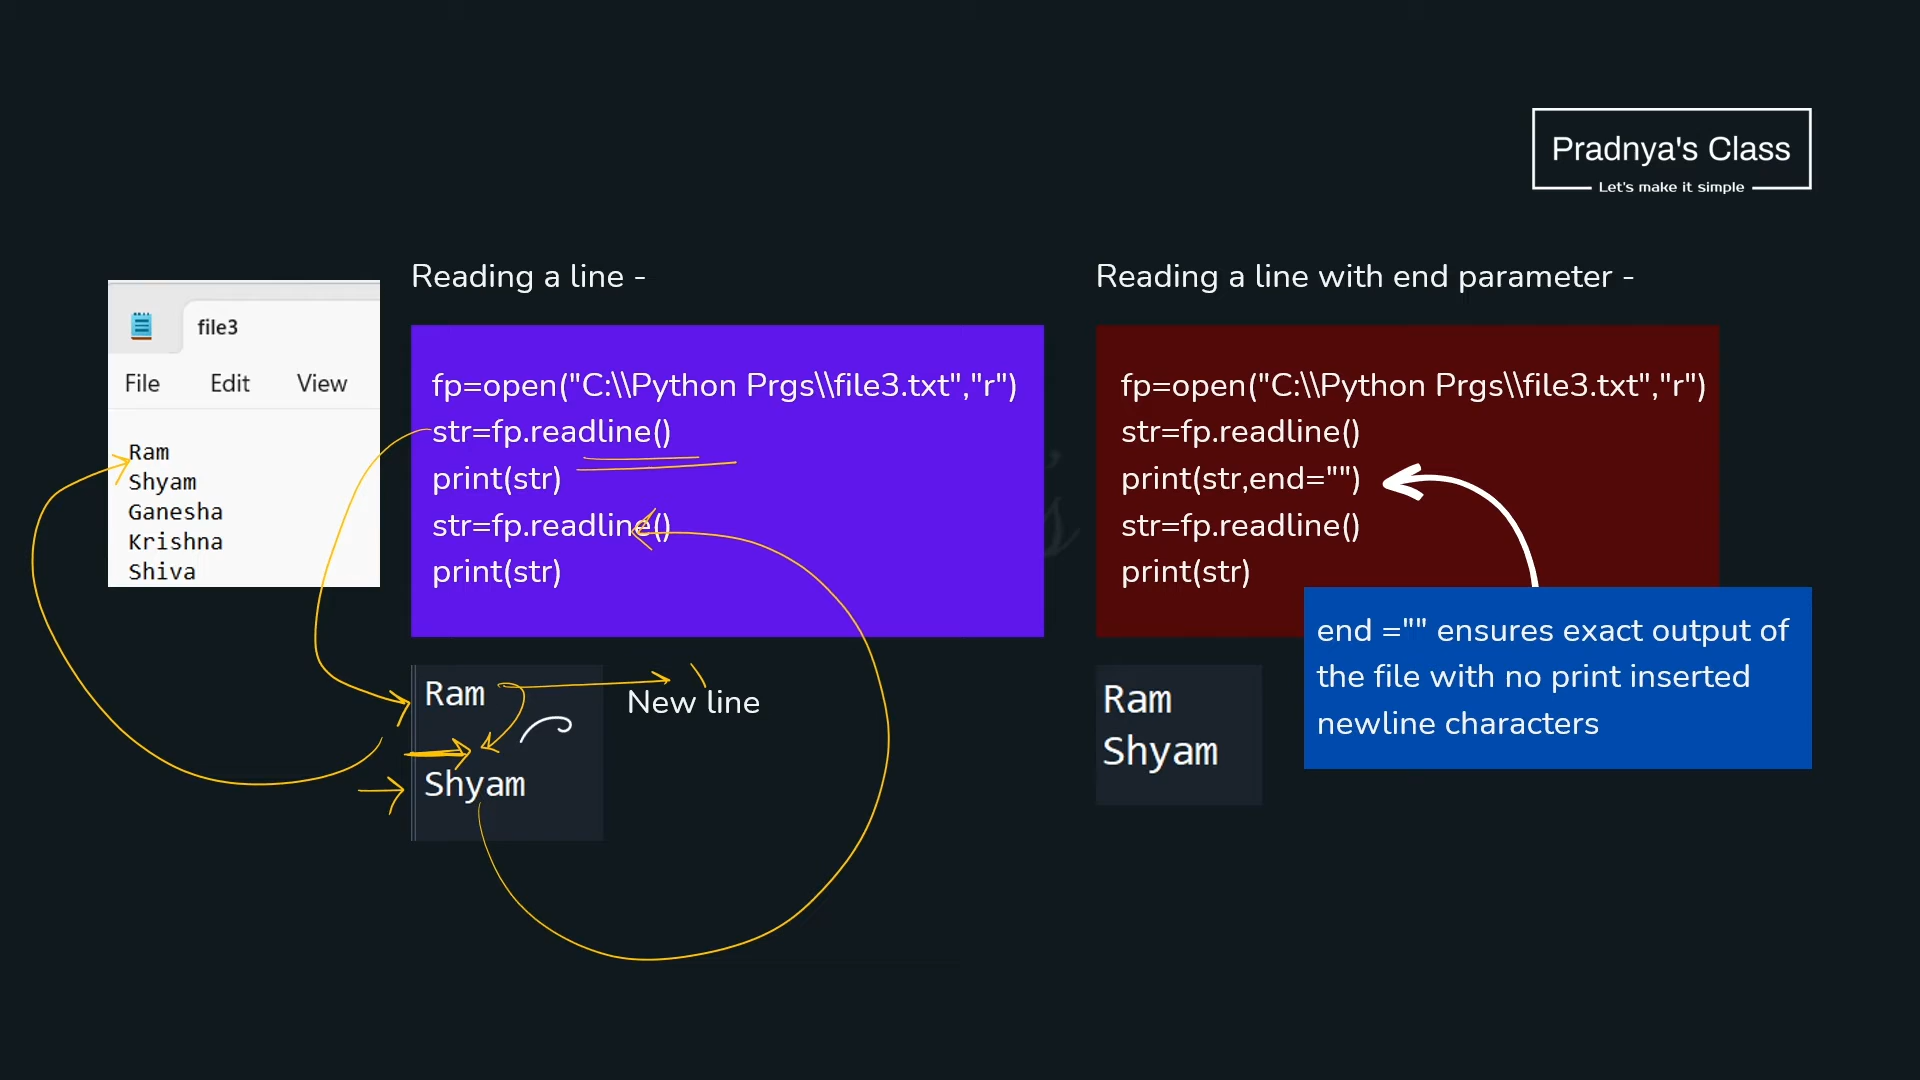 Pradnya's Class
Let's make it simple
Reading a line -
Reading a line with end parameter -
file3
File Edit View
Ram
Shyam
Ganesha
Krishna
Shiva
fp=open("C:\\Python Prgs\\file3.txt","r")
str=fp.readline()
print(str)
str=fp.readline()
print(str)
fp=open("C:\\Python Prgs\\file3.txt","r")
str=fp.readline()
print(str,end="")
str=fp.readline()
print(str)
Ram
Shyam
New line
Ram
Shyam
end ="" ensures exact output of
the file with no print inserted
newline characters